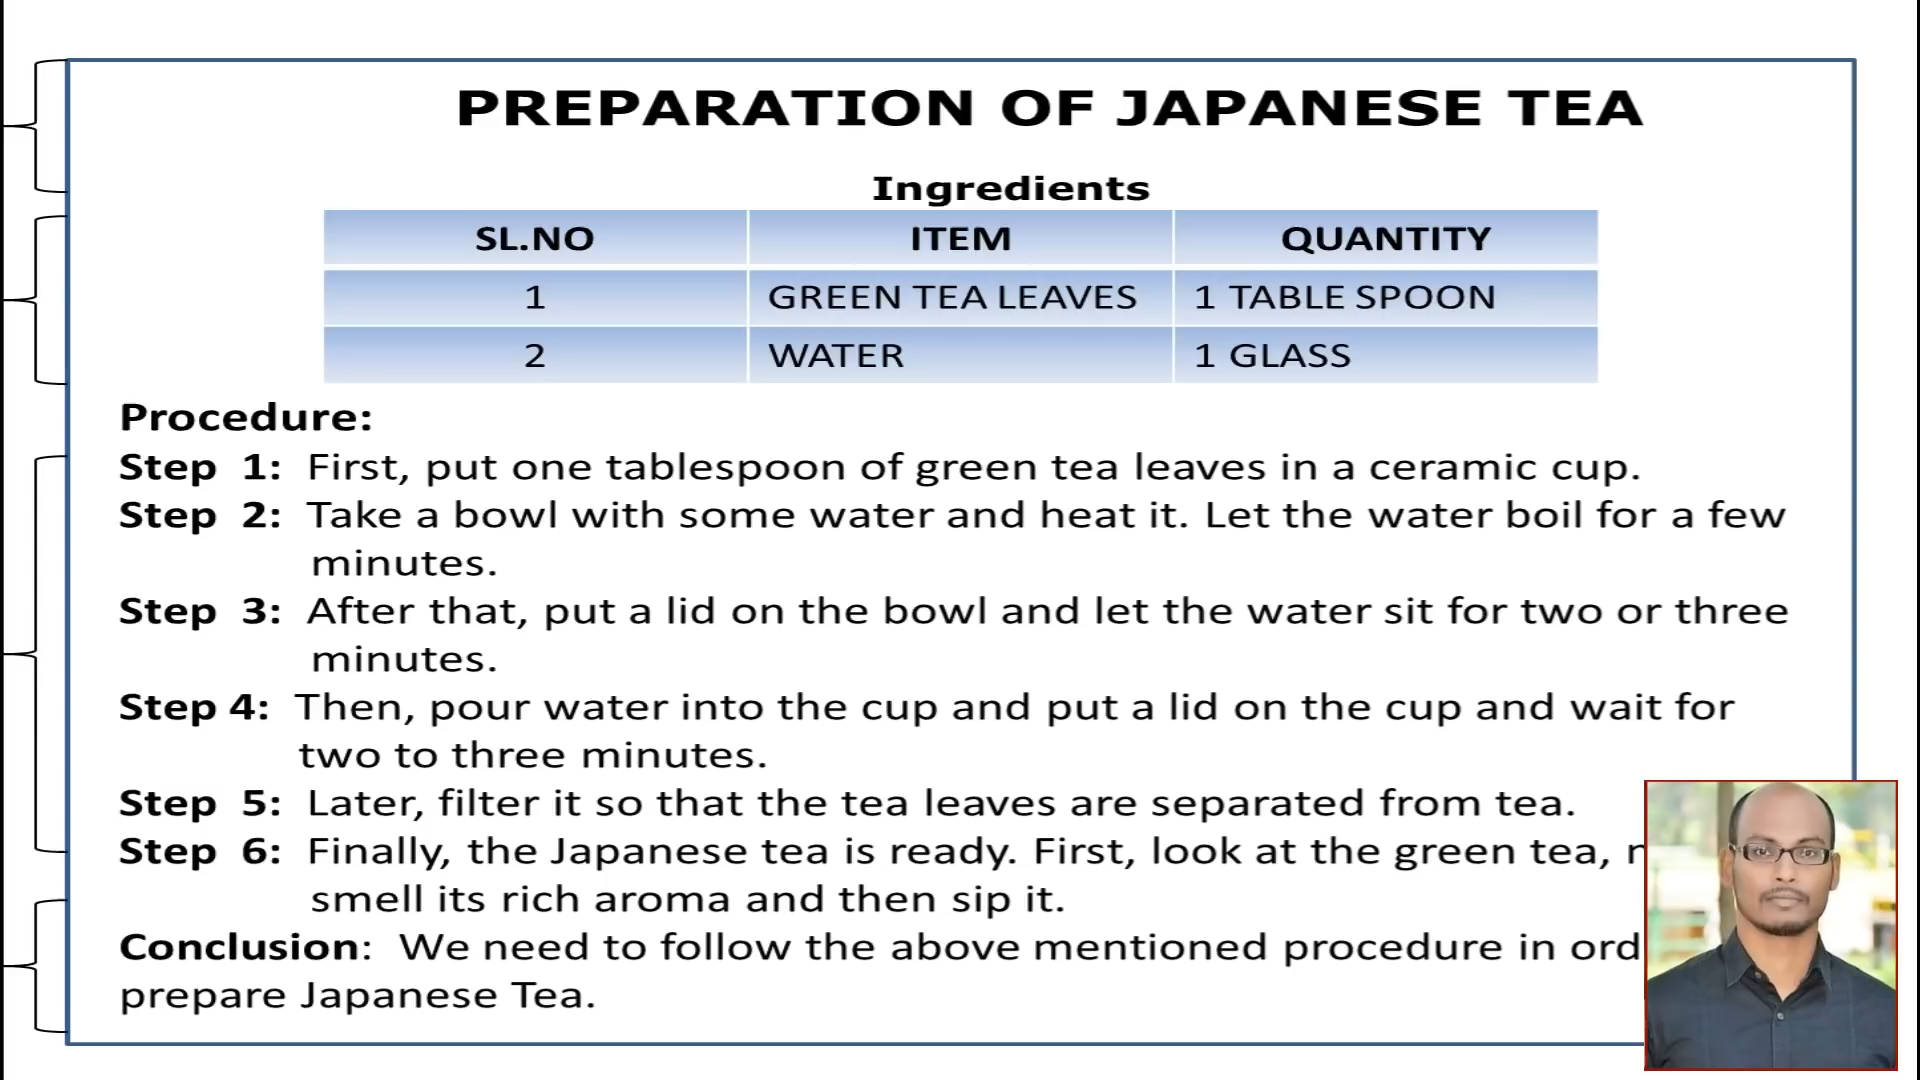 PREPARATION OF JAPANESE TEA
Ingredients
SL.NO ITEM QUANTITY
1 GREEN TEA LEAVES 1 TABLE SPOON
2 WATER 1 GLASS
Procedure:
Step 1: First, put one tablespoon of green tea leaves in a ceramic cup.
Step 2: Take a bowl with some water and heat it. Let the water boil for a few
minutes.
Step 3: After that, put a lid on the bowl and let the water sit for two or three
minutes.
Step 4: Then, pour water into the cup and put a lid on the cup and wait for
two to three minutes.
Step 5: Later, filter it so that the tea leaves are separated from tea.
Step 6: Finally, the Japanese tea is ready. First, look at the green tea,
smell its rich aroma and then sip it.
Conclusion: We need to follow the above mentioned procedure in
prepare Japanese Tea.